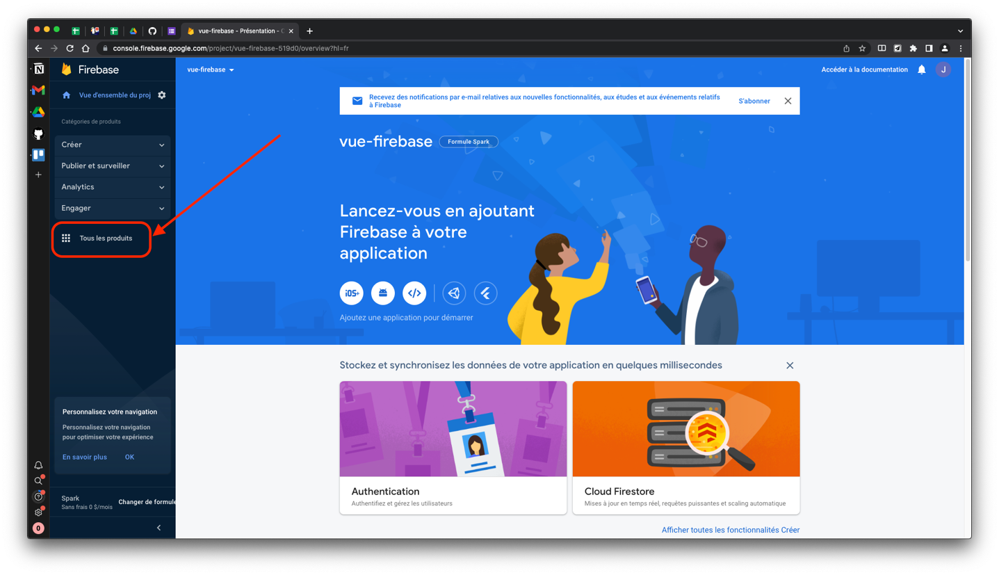 vue-firebase - Présentation - C
console.firebase.google.com/project/vue-firebase-519d0/overview?hl=fr
Firebase
vue-firebase
Accéder à la documentation
J
Vue d'ensemble du proj
Recevez des notifications par e-mail relatives aux nouvelles fonctionnalités, aux études et aux événements relatifs
à Firebase
S'abonner
Catégories de produits
Créer
Publier et surveiller
Analytics
Engager
Tous les produits
vue-firebase
Formule Spark
Lancez-vous en ajoutant
Firebase à votre
application
iOS+
Ajoutez une application pour démarrer
Stockez et synchronisez les données de votre application en quelques millisecondes
Authentication
Authentifiez et gérez les utilisateurs
Cloud Firestore
Mises à jour en temps réel, requêtes puissantes et scaling automatique
Afficher toutes les fonctionnalités Créer
Personnalisez votre navigation
Personnalisez votre navigation
pour optimiser votre expérience
En savoir plus
OK
Spark
Sans frais 0 $/mois
Changer de formule
0